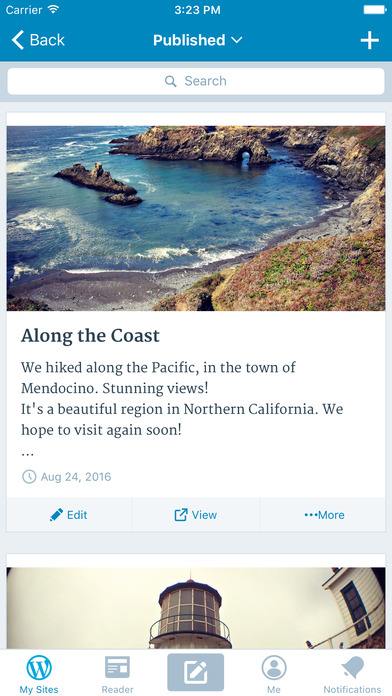 Carrier 3:23 PM
Back Published
Search
Along the Coast
We hiked along the Pacific, in the town of
Mendocino. Stunning views!
It's a beautiful region in Northern California. We
hope to visit again soon!
...
Aug 24, 2016
Edit View •••More
My Sites Reader Me Notifications